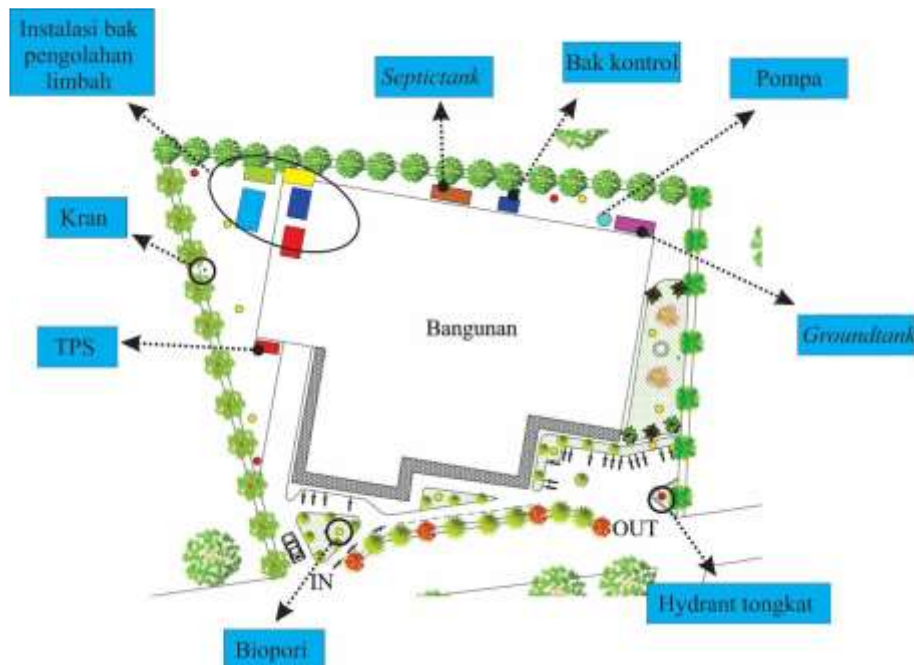 Instalasi bak
pengolahan
limbah
Septictank
Bak kontrol
Pompa
Kran
Bangunan
TPS
Groundtank
OUT
IN
Hydrant tongkat
Biopori